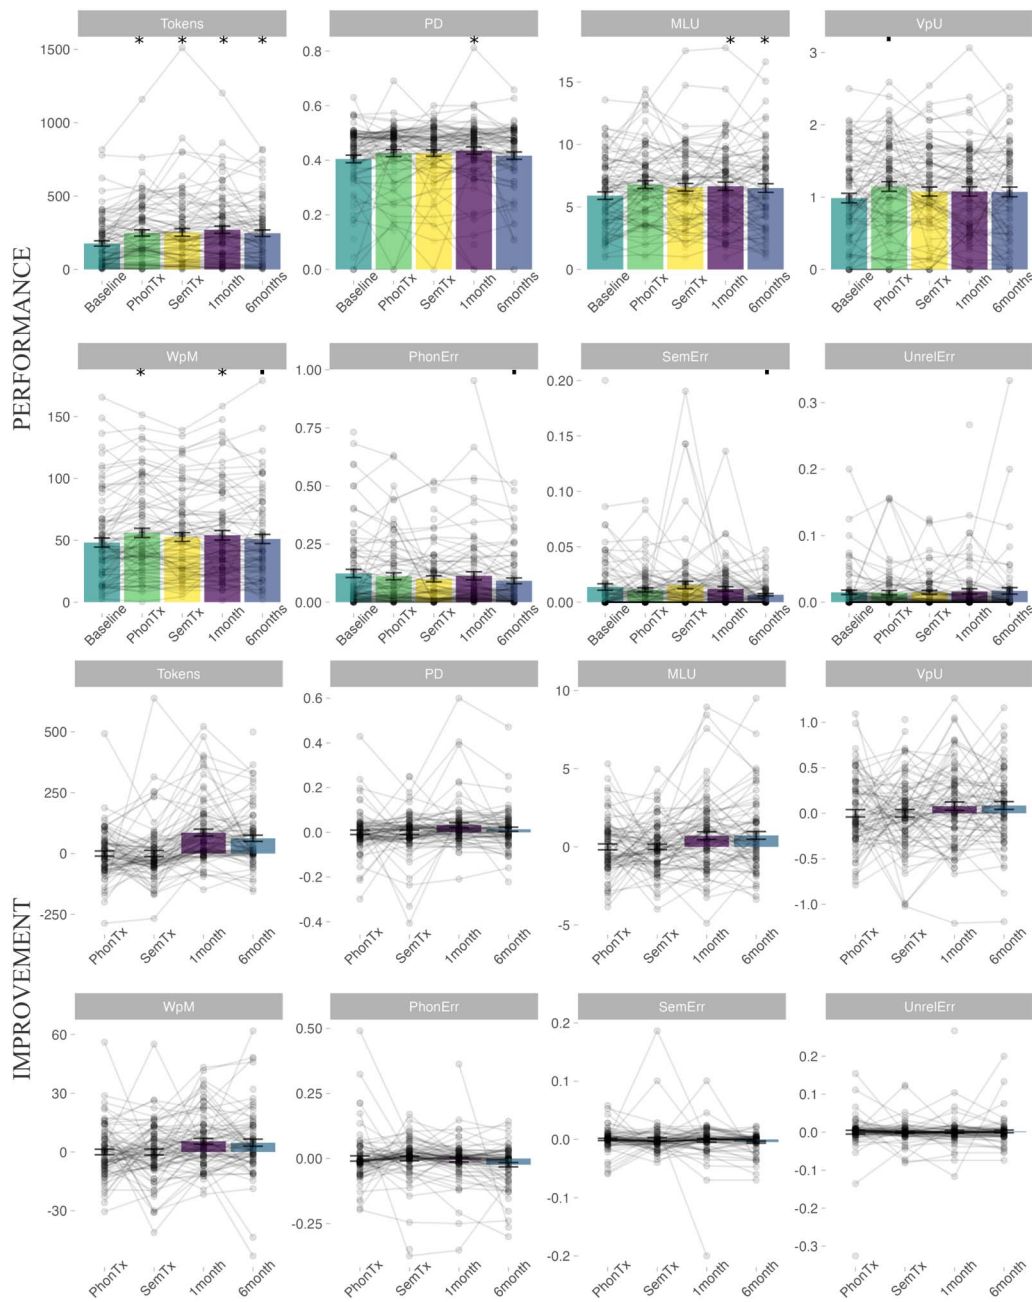 PERFORMANCE
Tokens PD MLU VpU
* * * * * * * ▪
1500 1000 500 0
0.8 0.6 0.4 0.2 0.0
15 10 5 0
3 2 1 0
Baseline PhonTx SemTx 1month 6months
Baseline PhonTx SemTx 1month 6months
Baseline PhonTx SemTx 1month 6months
Baseline PhonTx SemTx 1month 6months
WpM PhonErr SemErr UnrelErr
* * ▪ ▪ ▪
150 100 50 0
1.00 0.75 0.50 0.25 0.00
0.20 0.15 0.10 0.05 0.00
0.3 0.2 0.1 0.0
Baseline PhonTx SemTx 1month 6months
Baseline PhonTx SemTx 1month 6months
Baseline PhonTx SemTx 1month 6months
Baseline PhonTx SemTx 1month 6months
IMPROVEMENT
Tokens PD MLU VpU
500 250 0 -250
0.6 0.4 0.2 0.0 -0.2 -0.4
10 5 0 -5
1.0 0.5 0.0 -0.5 -1.0
PhonTx SemTx 1month 6month
PhonTx SemTx 1month 6month
PhonTx SemTx 1month 6month
PhonTx SemTx 1month 6month
WpM PhonErr SemErr UnrelErr
60 30 0 -30
0.50 0.25 0.00 -0.25
0.2 0.1 0.0 -0.1 -0.2
0.2 0.1 0.0 -0.1 -0.2 -0.3
PhonTx SemTx 1month 6month
PhonTx SemTx 1month 6month
PhonTx SemTx 1month 6month
PhonTx SemTx 1month 6month